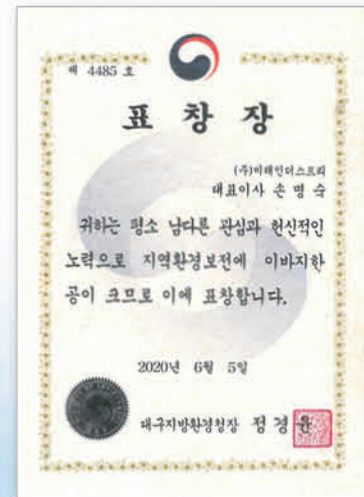 제 4485 호
표 창 장
(주)미래인더스트리
대표이사 손명숙
귀하는 평소 남다른 관심과 헌신적인
노력으로 지역환경보전에 이바지한
공이 크므로 이에 표창합니다.
2020년 6월 5일
대구지방환경청장 정경윤